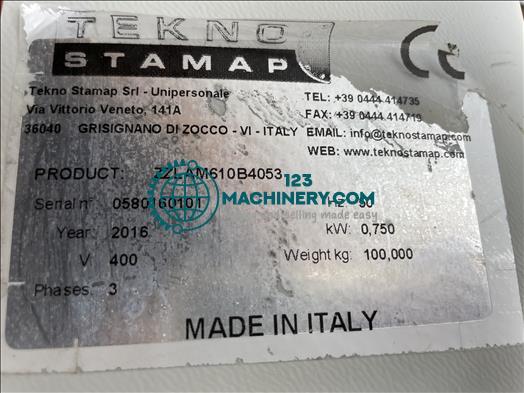 TEKNO
STAMAP
CE
Tekno Stamap Srl - Unipersonale
Via Vittorio Veneto, 141A
36040 GRISIGNANO DI ZOCCO - VI - ITALY
TEL: +39 0444 414735
FAX: +39 0444 414719
EMAIL: info@teknostamap.com
WEB: www.teknostamap.com
PRODUCT: ZZLAM610B4053
Serial n° 0580160101 Hz 50
Year: 2016 kW: 0,750
V 400 Weight kg: 100,000
Phases: 3
MADE IN ITALY
123
MACHINERY.COM
selling made easy